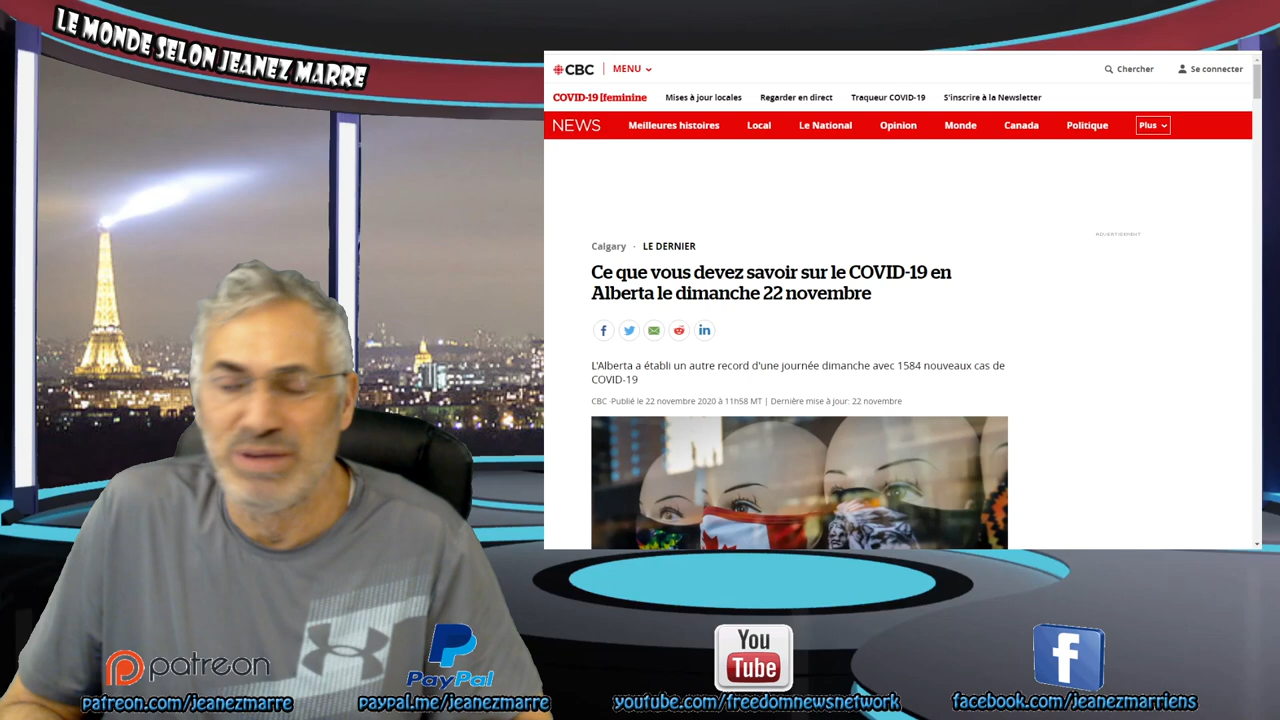 LE MONDE SELON JEANEZ MARRE
CBC MENU Chercher Se connecter
COVID-19 [feminine Mises à jour locales Regarder en direct Traqueur COVID-19 S'inscrire à la Newsletter
NEWS Meilleures histoires Local Le National Opinion Monde Canada Politique Plus
ADVERTISEMENT
Calgary · LE DERNIER
Ce que vous devez savoir sur le COVID-19 en
Alberta le dimanche 22 novembre
L'Alberta a établi un autre record d'une journée dimanche avec 1584 nouveaux cas de
COVID-19
CBC ·Publié le 22 novembre 2020 à 11h58 MT | Dernière mise à jour: 22 novembre
patreon
PayPal
You
Tube
patreon.com/jeanezmarre
paypal.me/jeanezmarre
youtube.com/freedomnewsnetwork
facebook.com/jeanezmarriens